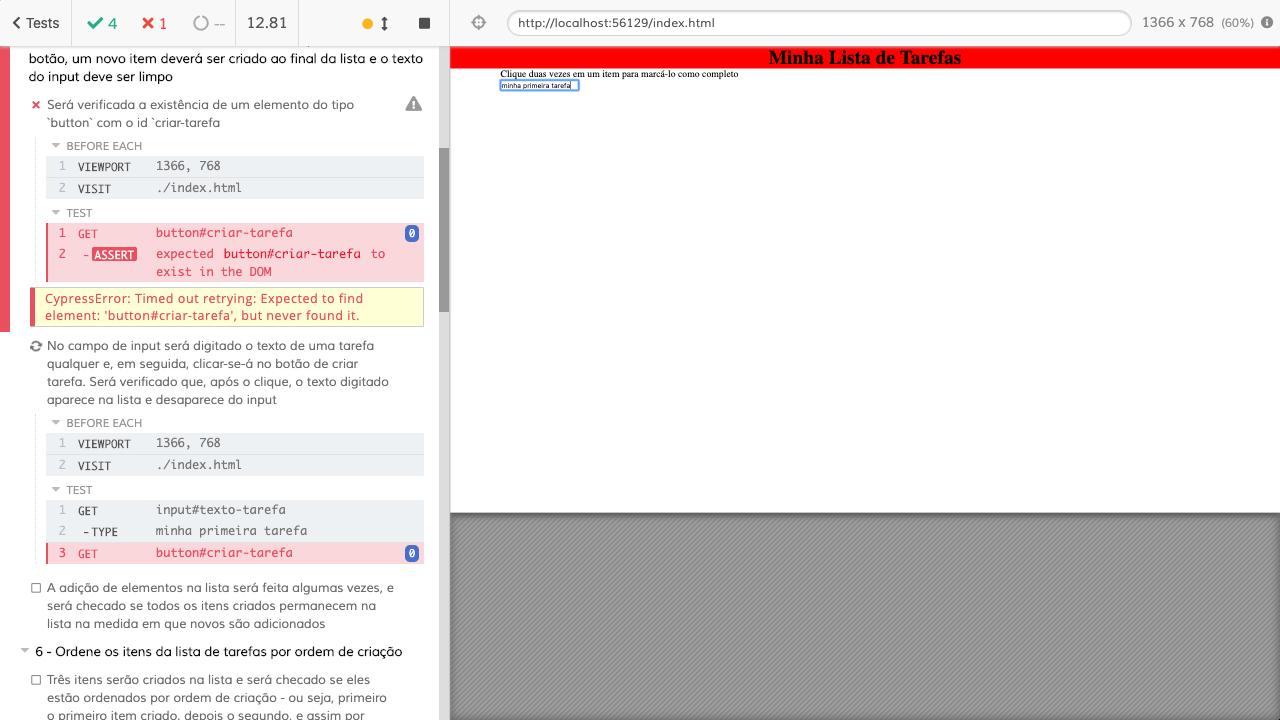 Tests 4 1 -- 12.81
http://localhost:56129/index.html 1366 x 768 (60%)
botão, um novo item deverá ser criado ao final da lista e o texto
do input deve ser limpo
Será verificada a existência de um elemento do tipo
`button` com o id `criar-tarefa
BEFORE EACH
1 VIEWPORT 1366, 768
2 VISIT ./index.html
TEST
1 GET button#criar-tarefa 0
2 -ASSERT expected button#criar-tarefa to
exist in the DOM
CypressError: Timed out retrying: Expected to find
element: 'button#criar-tarefa', but never found it.
No campo de input será digitado o texto de uma tarefa
qualquer e, em seguida, clicar-se-á no botão de criar
tarefa. Será verificado que, após o clique, o texto digitado
aparece na lista e desaparece do input
BEFORE EACH
1 VIEWPORT 1366, 768
2 VISIT ./index.html
TEST
1 GET input#texto-tarefa
2 -TYPE minha primeira tarefa
3 GET button#criar-tarefa 0
A adição de elementos na lista será feita algumas vezes, e
será checado se todos os itens criados permanecem na
lista na medida em que novos são adicionados
6 - Ordene os itens da lista de tarefas por ordem de criação
Três itens serão criados na lista e será checado se eles
estão ordenados por ordem de criação - ou seja, primeiro
o primeiro item criado, depois o segundo, e assim por
Minha Lista de Tarefas
Clique duas vezes em um item para marcá-lo como completo
minha primeira tarefa